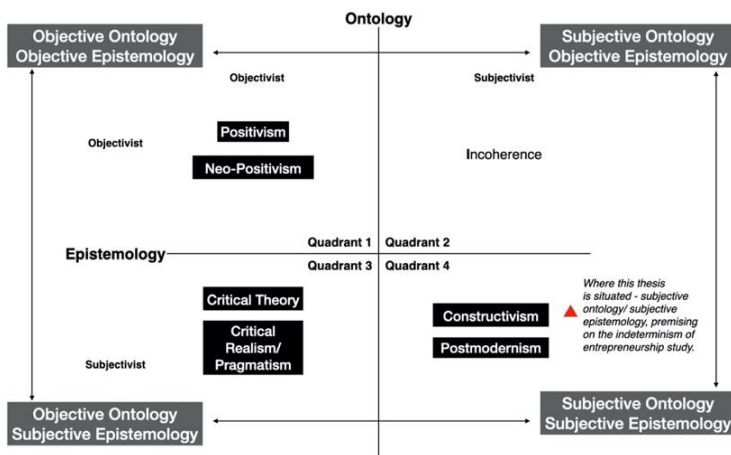 Ontology
Objective Ontology
Objective Epistemology
Subjective Ontology
Objective Epistemology
Objectivist
Subjectivist
Objectivist
Positivism
Neo-Positivism
Incoherence
Epistemology
Quadrant 1
Quadrant 2
Quadrant 3
Quadrant 4
Critical Theory
Critical
Realism/
Pragmatism
Subjectivist
Constructivism
Postmodernism
Where this thesis
is situated - subjective
ontology/ subjective
epistemology, premising
on the indeterminism of
entrepreneurship study.
Objective Ontology
Subjective Epistemology
Subjective Ontology
Subjective Epistemology